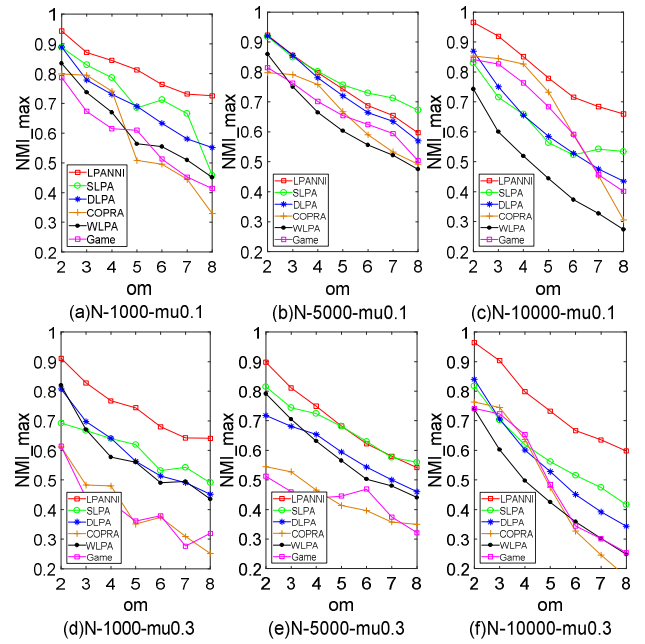 NMI_max
1
0.9
0.8
0.7
0.6
0.5
0.4
0.3
0.2
LPANNI
SLPA
DLPA
COPRA
WLPA
Game
2 3 4 5 6 7 8
om
(a)N-1000-mu0.1
NMI_max
1
0.9
0.8
0.7
0.6
0.5
0.4
0.3
0.2
LPANNI
SLPA
DLPA
COPRA
WLPA
Game
2 3 4 5 6 7 8
om
(b)N-5000-mu0.1
NMI_max
1
0.9
0.8
0.7
0.6
0.5
0.4
0.3
0.2
LPANNI
SLPA
DLPA
COPRA
WLPA
Game
2 3 4 5 6 7 8
om
(c)N-10000-mu0.1
NMI_max
1
0.9
0.8
0.7
0.6
0.5
0.4
0.3
0.2
LPANNI
SLPA
DLPA
COPRA
WLPA
Game
2 3 4 5 6 7 8
om
(d)N-1000-mu0.3
NMI_max
1
0.9
0.8
0.7
0.6
0.5
0.4
0.3
0.2
LPANNI
SLPA
DLPA
COPRA
WLPA
Game
2 3 4 5 6 7 8
om
(e)N-5000-mu0.3
NMI_max
1
0.9
0.8
0.7
0.6
0.5
0.4
0.3
0.2
LPANNI
SLPA
DLPA
COPRA
WLPA
Game
2 3 4 5 6 7 8
om
(f)N-10000-mu0.3